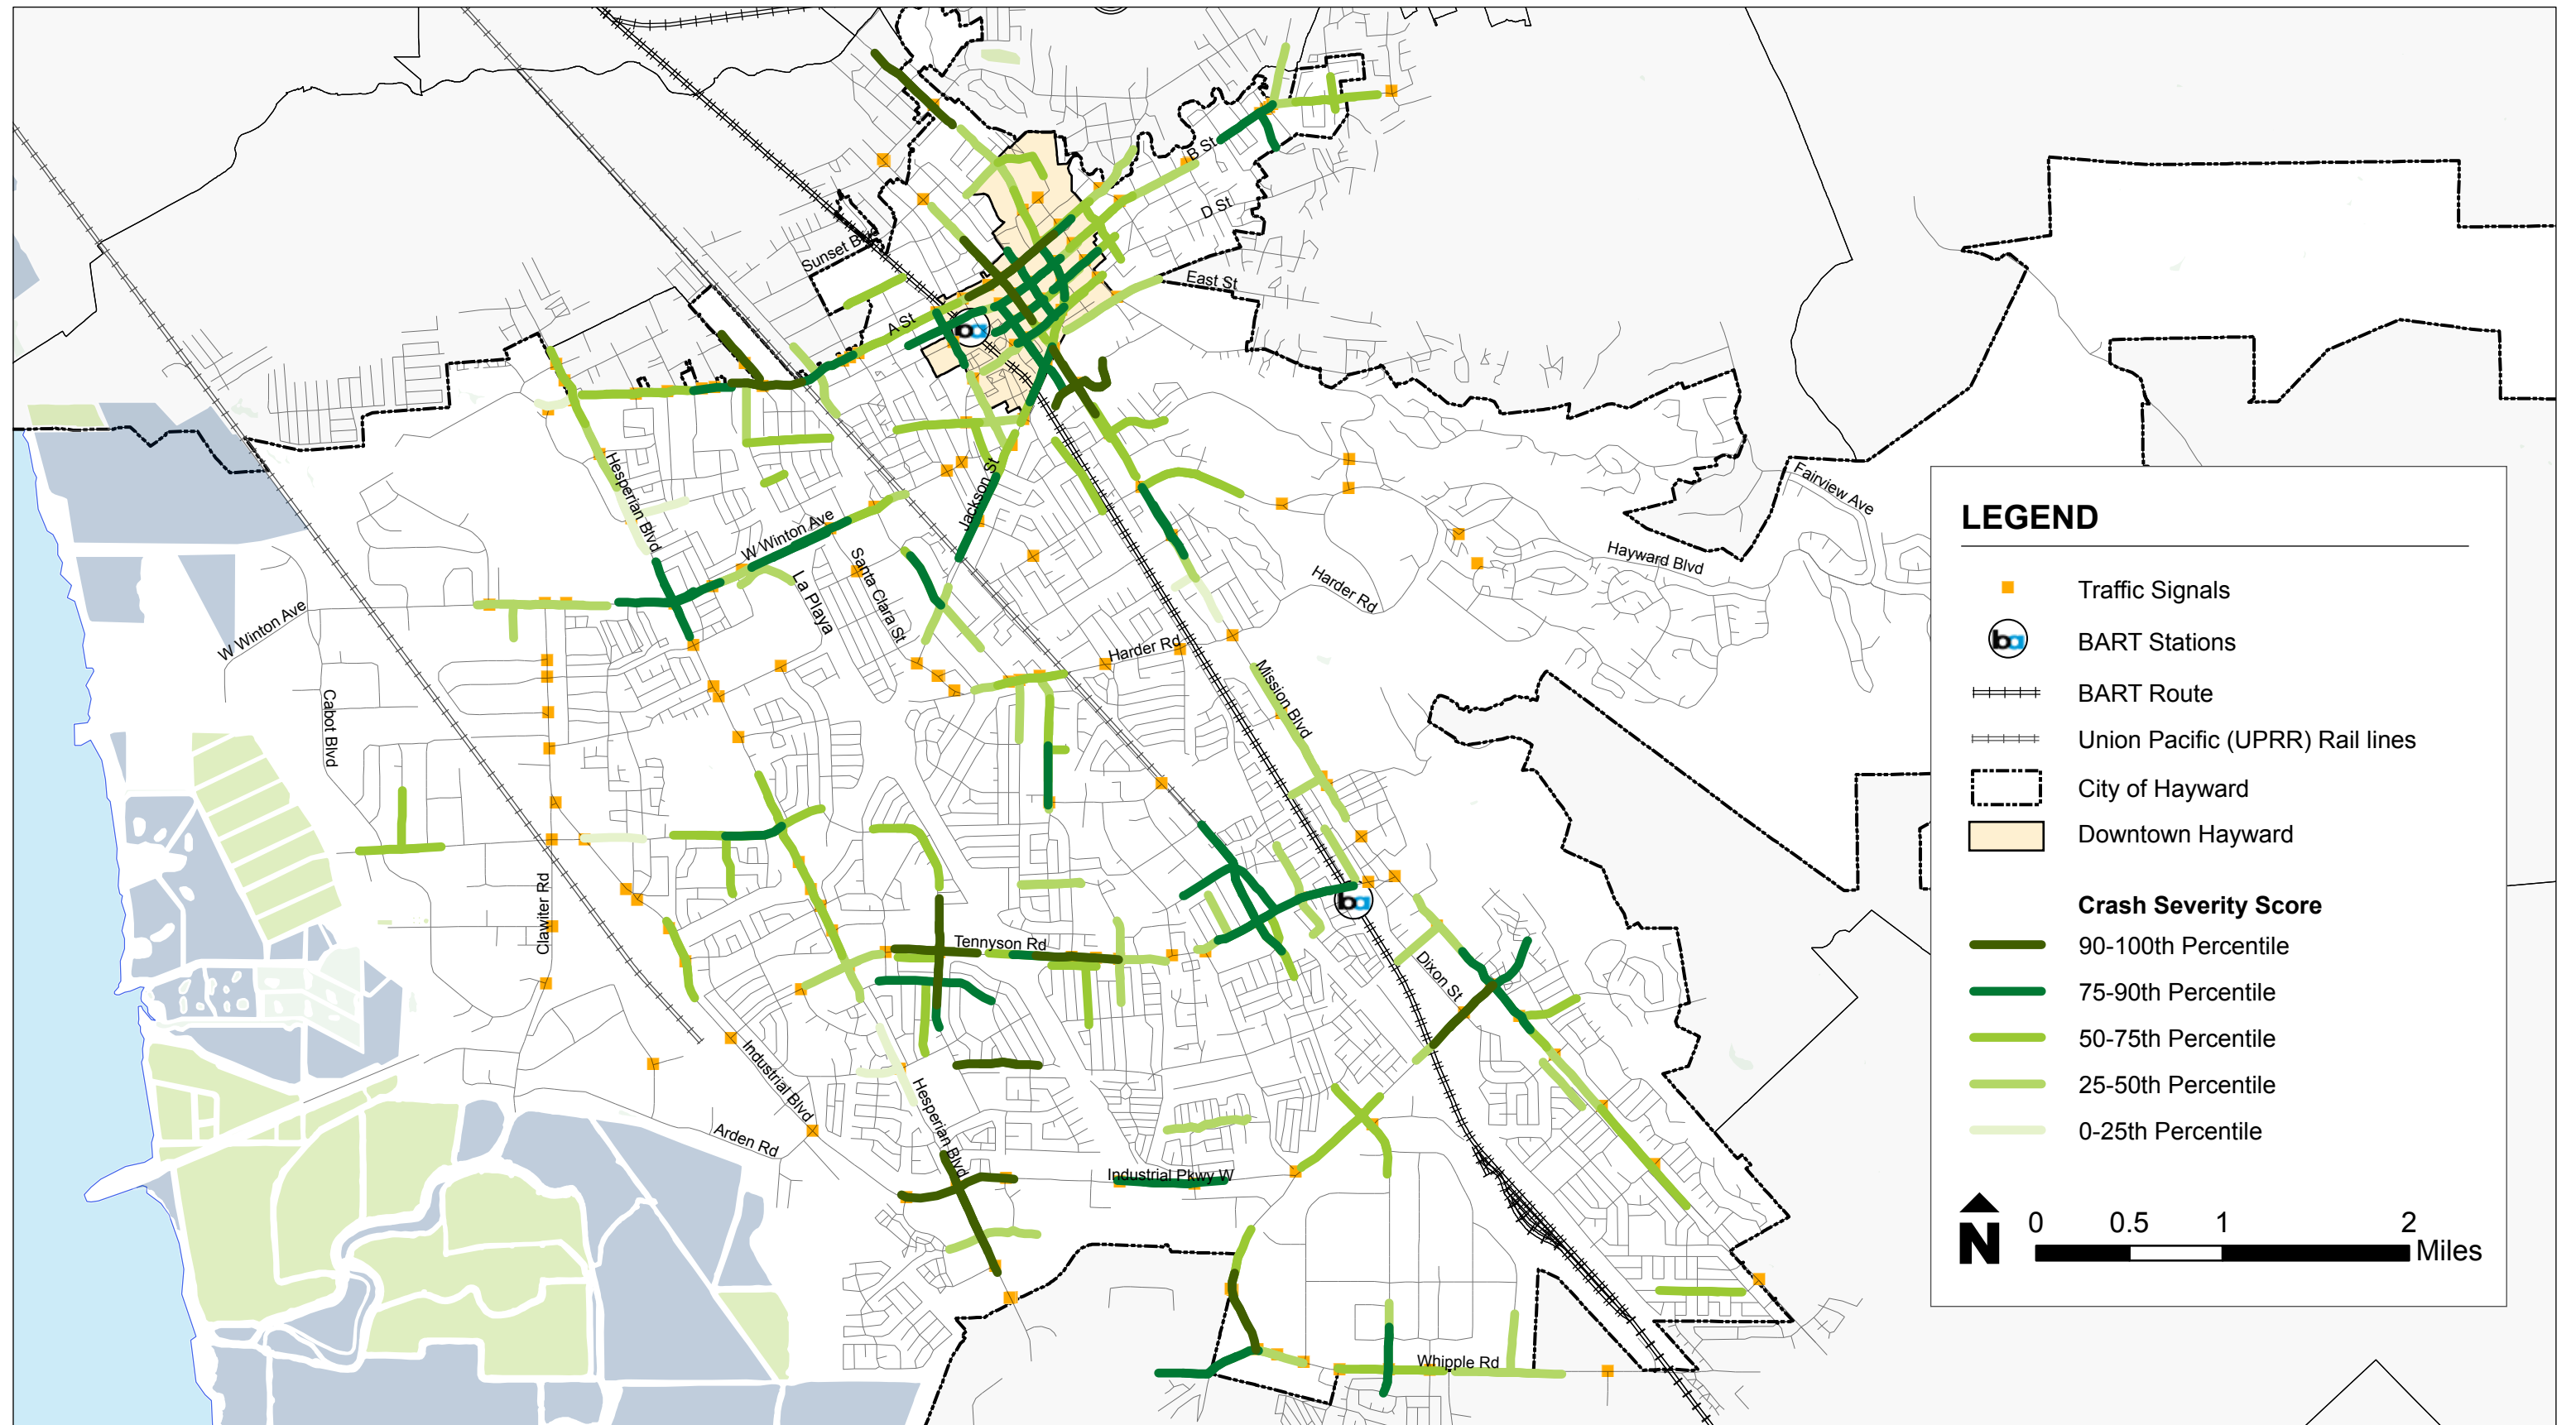 B St
D St
Sunset Blvd
East St
A St
Hesperian Blvd
Jackson St
W Winton Ave
La Playa
Santa Clara St
Fairview Ave
Hayward Blvd
Harder Rd
W Winton Ave
Harder Rd
Mission Blvd
Cabot Blvd
Clawiter Rd
Tennyson Rd
Dixon St
Industrial Blvd
Hesperian Blvd
Arden Rd
Industrial Pkwy W
Whipple Rd
ba
ba
LEGEND
Traffic Signals
ba BART Stations
BART Route
Union Pacific (UPRR) Rail lines
City of Hayward
Downtown Hayward
Crash Severity Score
90-100th Percentile
75-90th Percentile
50-75th Percentile
25-50th Percentile
0-25th Percentile
N
0 0.5 1 2
Miles